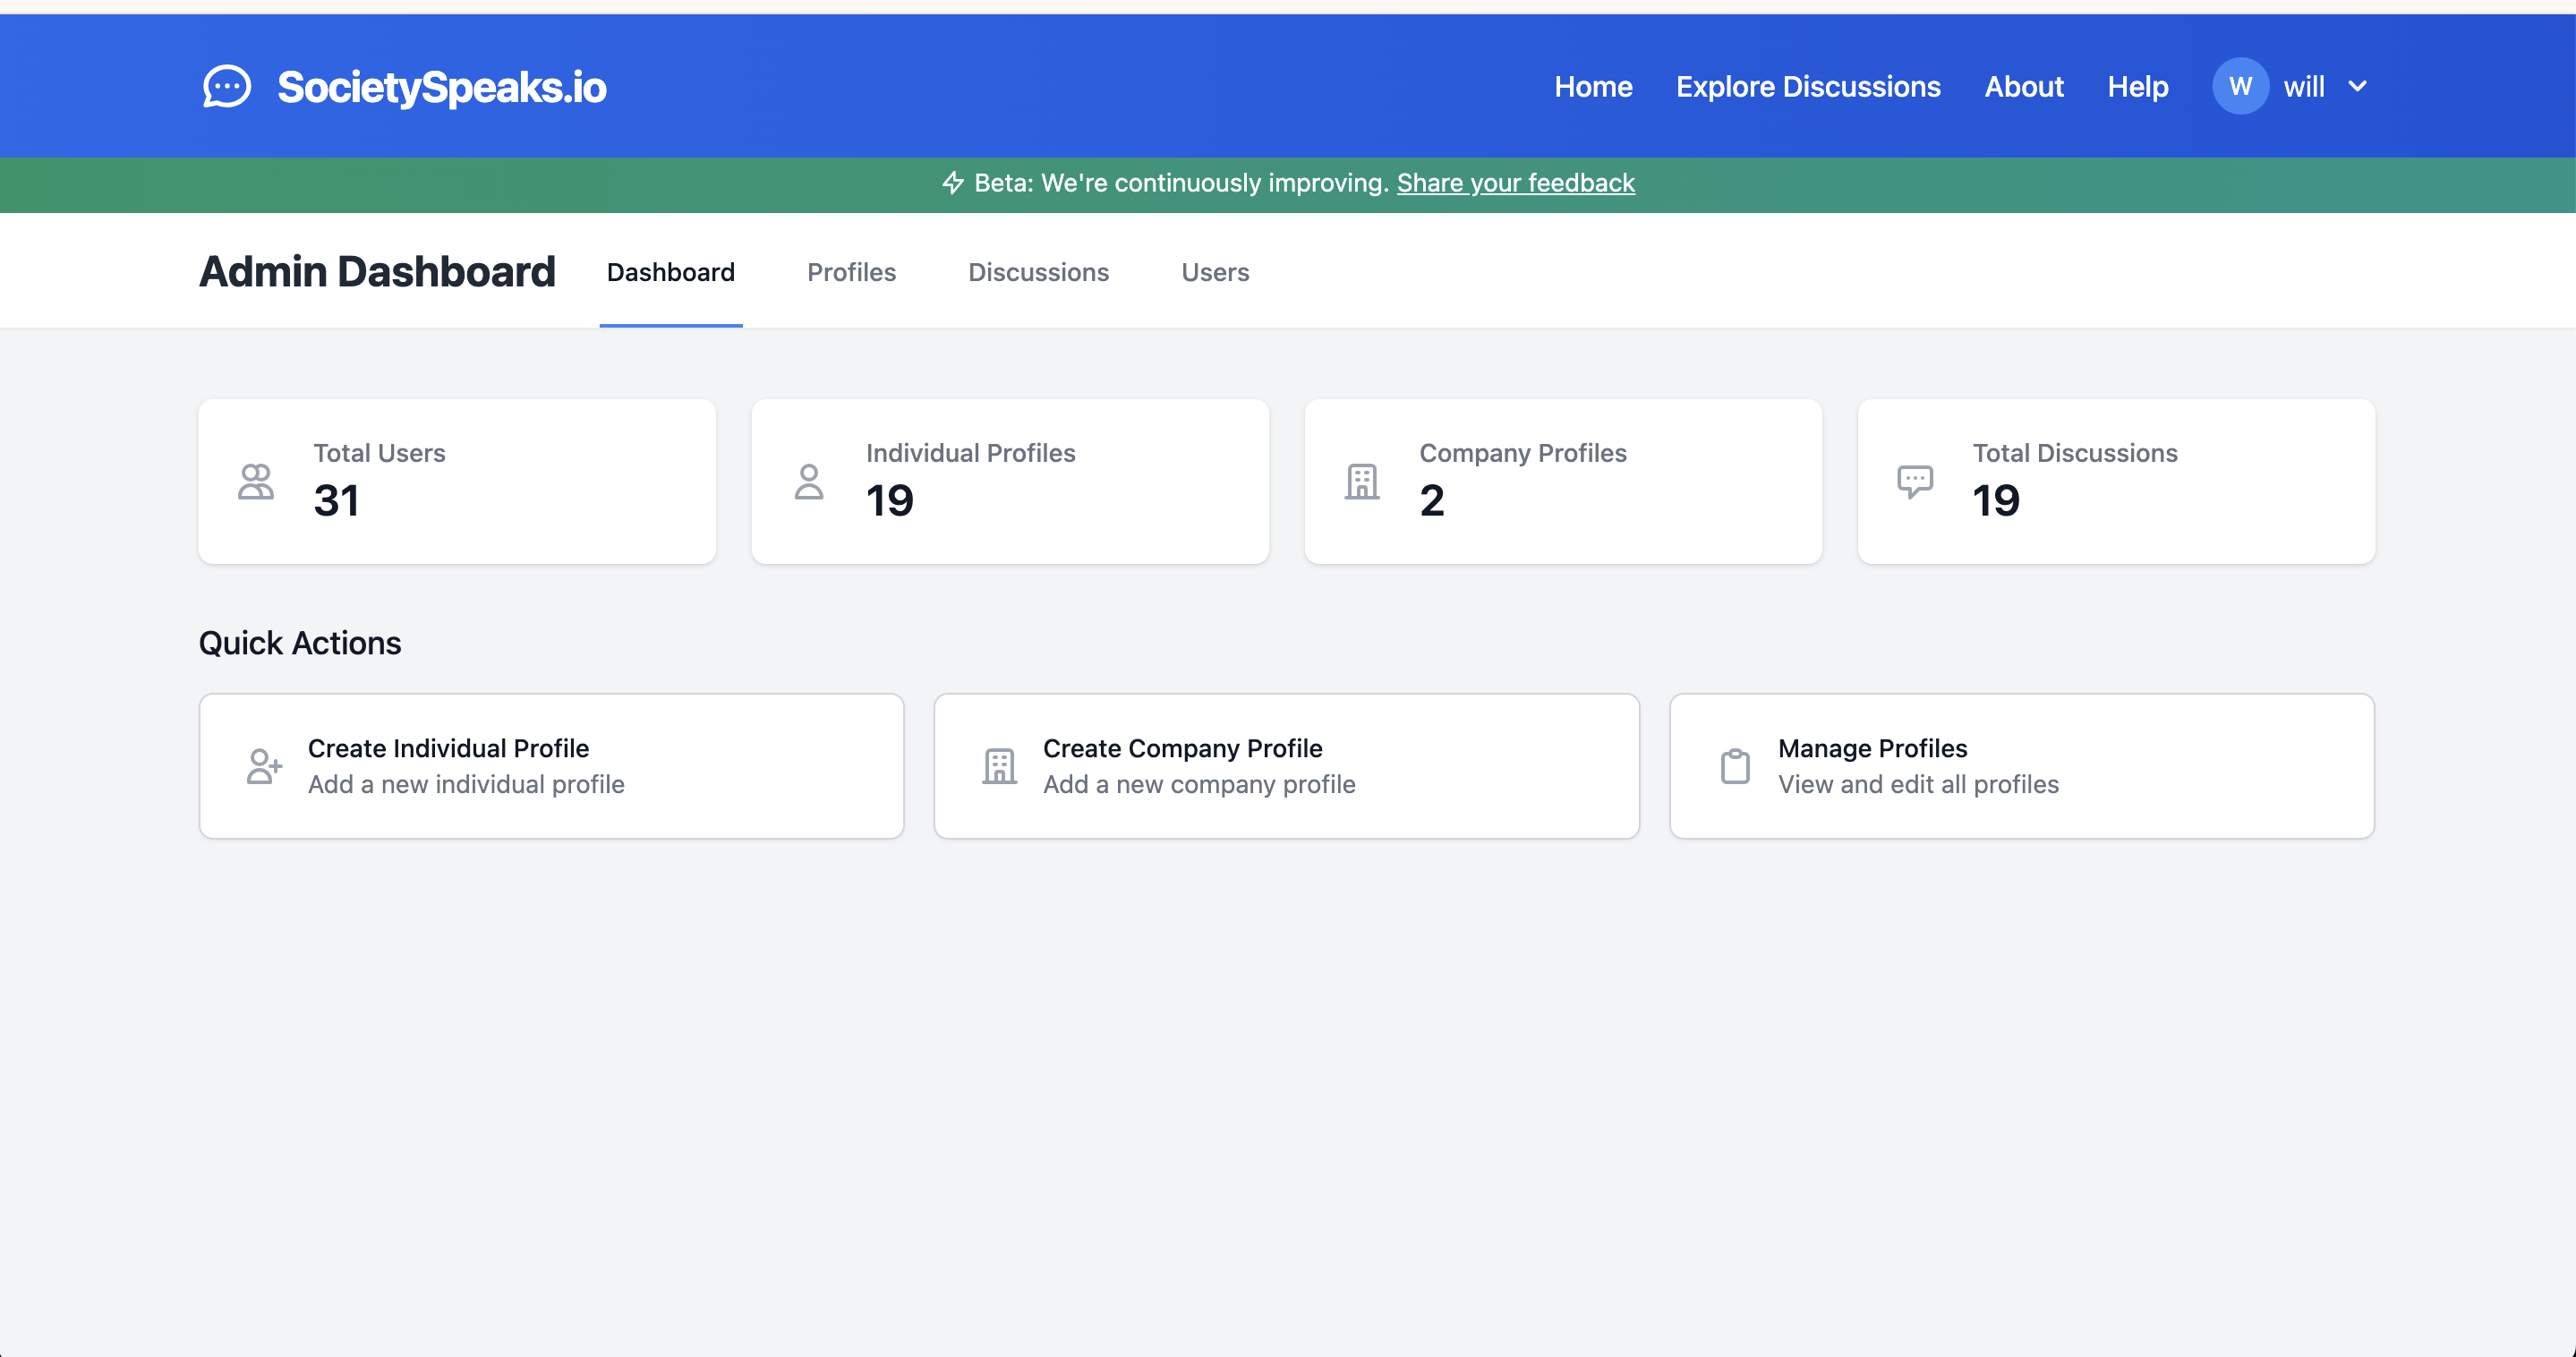 SocietySpeaks.io
Home Explore Discussions About Help W will
Beta: We're continuously improving. Share your feedback
Admin Dashboard Dashboard Profiles Discussions Users
Total Users
31
Individual Profiles
19
Company Profiles
2
Total Discussions
19
Quick Actions
Create Individual Profile
Add a new individual profile
Create Company Profile
Add a new company profile
Manage Profiles
View and edit all profiles